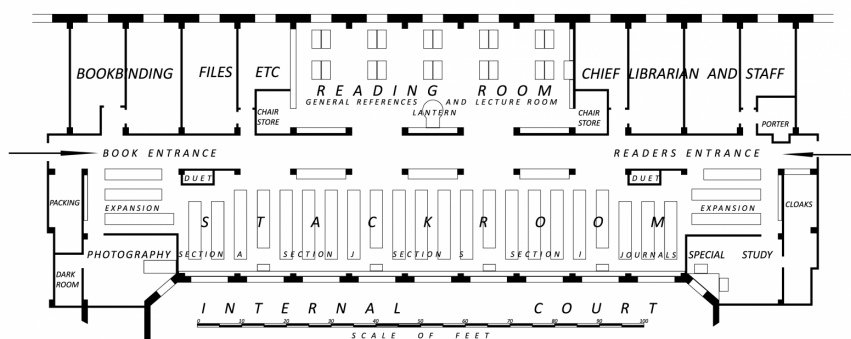 BOOKBINDING FILES ETC
READING ROOM
GENERAL REFERENCES AND LECTURE ROOM
LANTERN
CHIEF LIBRARIAN AND STAFF
CHAIR STORE
CHAIR STORE
PORTER
BOOK ENTRANCE
READERS ENTRANCE
DUET
DUET
PACKING
EXPANSION
EXPANSION
CLOAKS
STACK ROOM
SECTION A SECTION J SECTION S SECTION I JOURNALS
PHOTOGRAPHY
SPECIAL STUDY
DARK ROOM
INTERNAL COURT
0 10 20 30 40 50 60 70 80 90 100
SCALE OF FEET